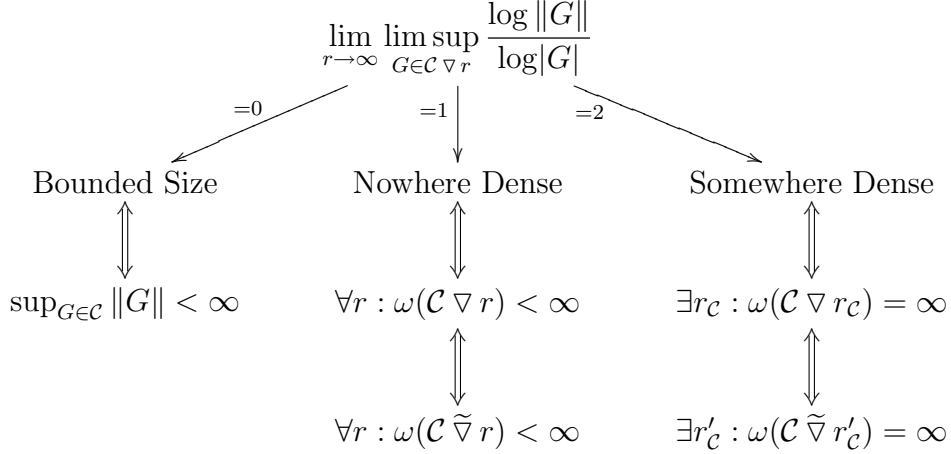 lim_{r→∞} lim sup_{G∈𝒞 ▽ r} log ‖G‖ / log|G|
=0 =1 =2
Bounded Size Nowhere Dense Somewhere Dense
sup_{G∈𝒞} ‖G‖ < ∞ ∀r : ω(𝒞 ▽ r) < ∞ ∃r_𝒞 : ω(𝒞 ▽ r_𝒞) = ∞
∀r : ω(𝒞 ▽̃ r) < ∞ ∃r′_𝒞 : ω(𝒞 ▽̃ r′_𝒞) = ∞